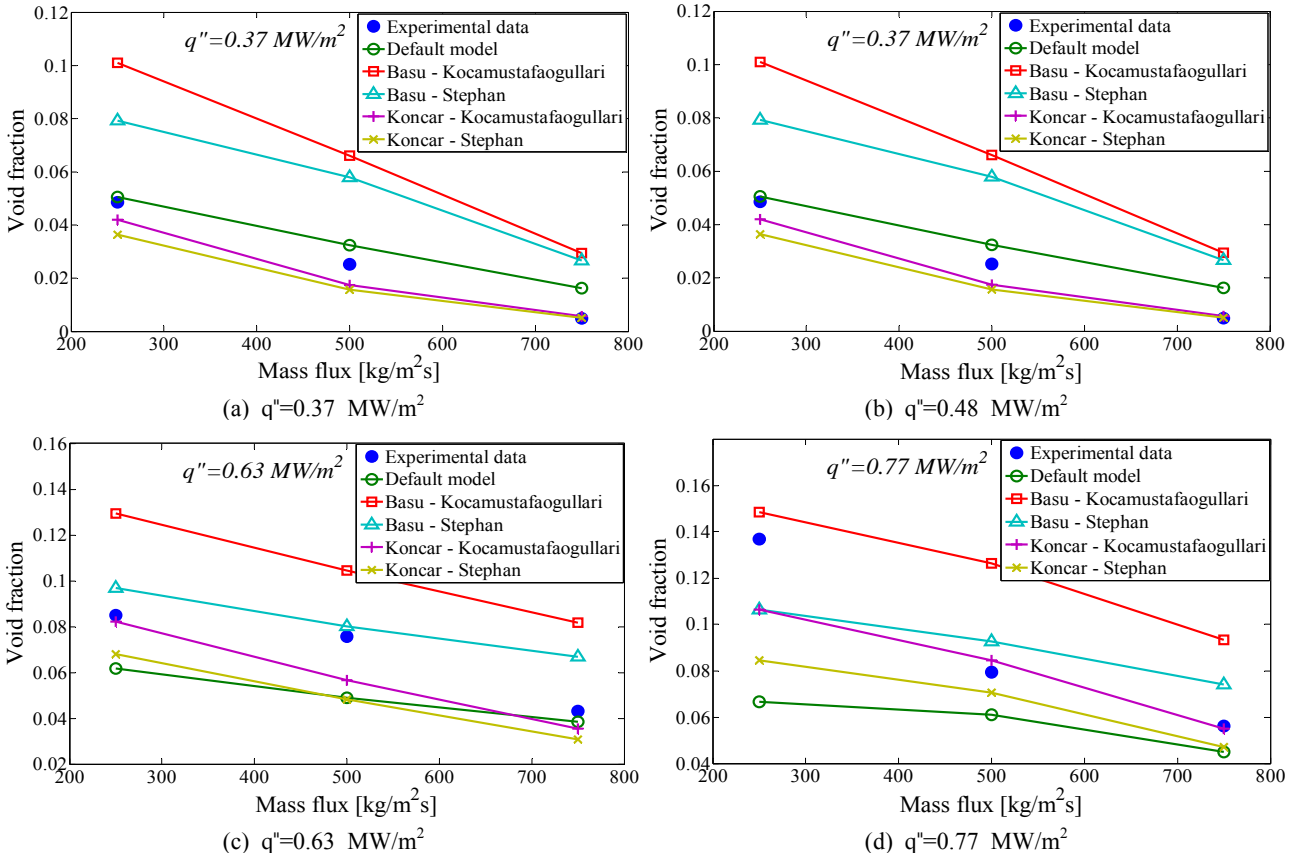 0.12
0.1
0.08
0.06
0.04
0.02
0
Void fraction
q″=0.37 MW/m²
Experimental data
Default model
Basu - Kocamustafaogullari
Basu - Stephan
Koncar - Kocamustafaogullari
Koncar - Stephan
200 300 400 500 600 700 800
Mass flux [kg/m²s]
(a) q"=0.37 MW/m²
0.12
0.1
0.08
0.06
0.04
0.02
0
Void fraction
q″=0.37 MW/m²
Experimental data
Default model
Basu - Kocamustafaogullari
Basu - Stephan
Koncar - Kocamustafaogullari
Koncar - Stephan
200 300 400 500 600 700 800
Mass flux [kg/m²s]
(b) q"=0.48 MW/m²
0.16
0.14
0.12
0.1
0.08
0.06
0.04
0.02
Void fraction
q″=0.63 MW/m²
Experimental data
Default model
Basu - Kocamustafaogullari
Basu - Stephan
Koncar - Kocamustafaogullari
Koncar - Stephan
200 300 400 500 600 700 800
Mass flux [kg/m²s]
(c) q"=0.63 MW/m²
0.16
0.14
0.12
0.1
0.08
0.06
0.04
Void fraction
q″=0.77 MW/m²
Experimental data
Default model
Basu - Kocamustafaogullari
Basu - Stephan
Koncar - Kocamustafaogullari
Koncar - Stephan
200 300 400 500 600 700 800
Mass flux [kg/m²s]
(d) q"=0.77 MW/m²